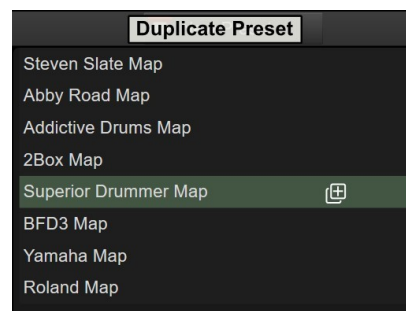 Duplicate Preset
Steven Slate Map
Abby Road Map
Addictive Drums Map
2Box Map
Superior Drummer Map
BFD3 Map
Yamaha Map
Roland Map